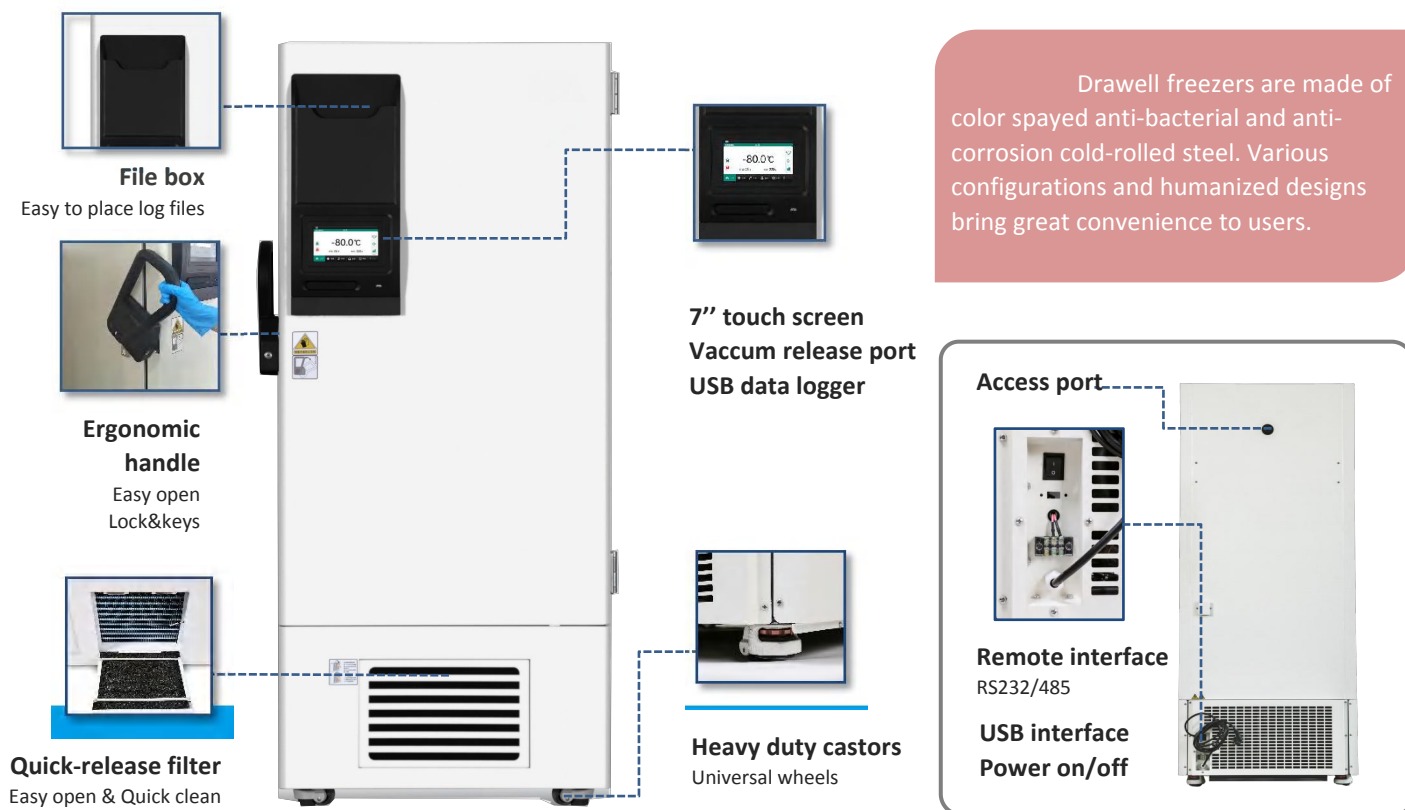 File box
Easy to place log files
Ergonomic
handle
Easy open
Lock&keys
Quick-release filter
Easy open & Quick clean
-80.0℃
-80.0℃
7’’ touch screen
Vaccum release port
USB data logger
Heavy duty castors
Universal wheels
Drawell freezers are made of
color spayed anti-bacterial and anti-
corrosion cold-rolled steel. Various
configurations and humanized designs
bring great convenience to users.
Access port
Remote interface
RS232/485
USB interface
Power on/off